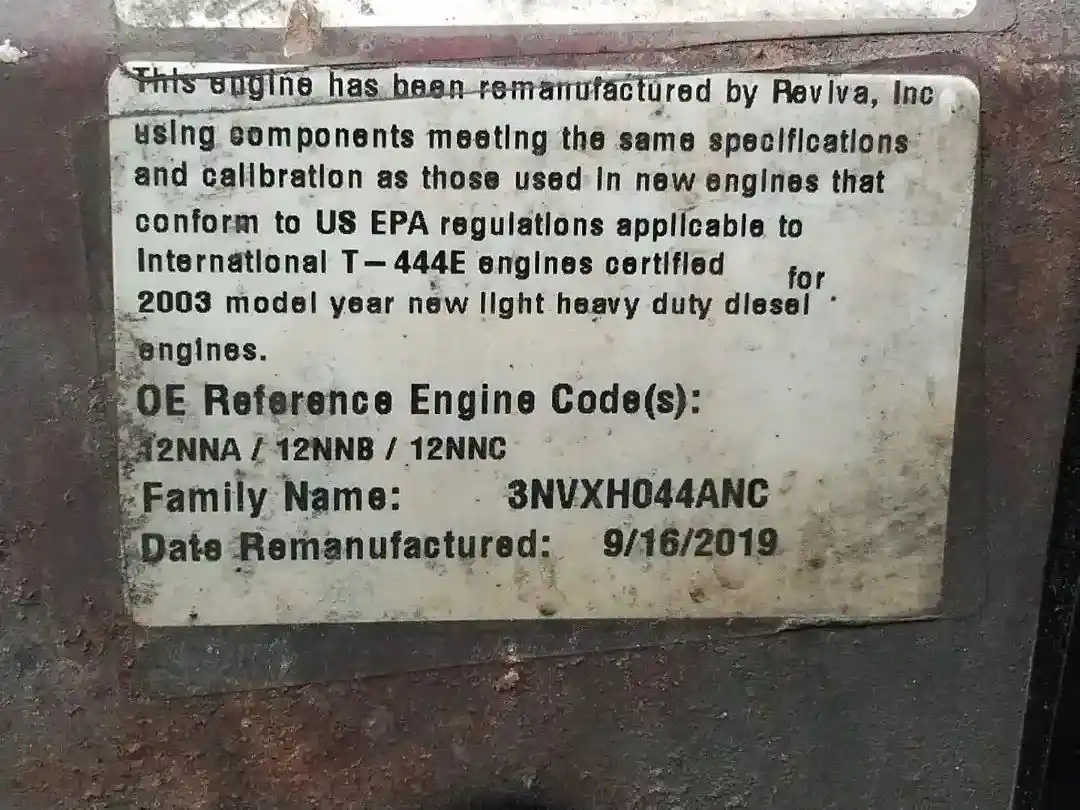 This engine has been remanufactured by Reviva, Inc
using components meeting the same specifications
and calibration as those used in new engines that
conform to US EPA regulations applicable to
International T-444E engines certified for
2003 model year new light heavy duty diesel
engines.
OE Reference Engine Code(s):
12NNA / 12NNB / 12NNC
Family Name: 3NVXH044ANC
Date Remanufactured: 9/16/2019